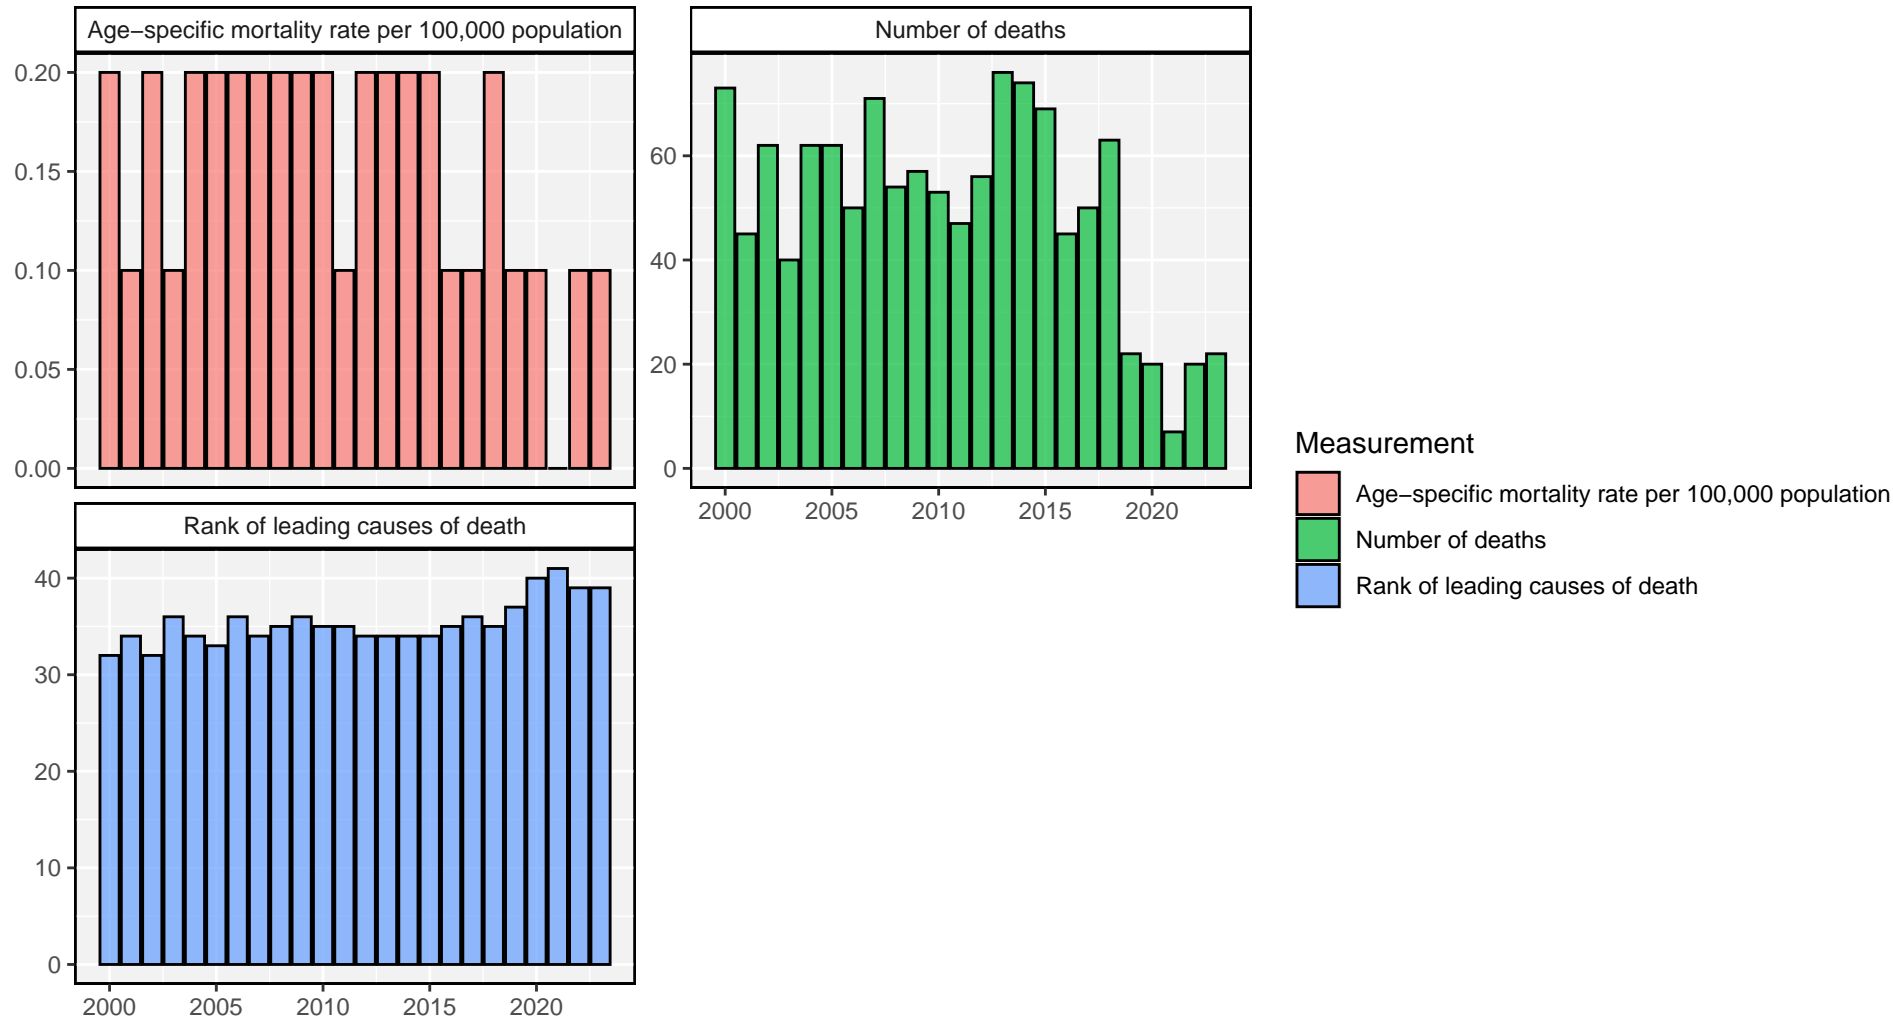 Age−specific mortality rate per 100,000 population
0.20
0.15
0.10
0.05
0.00
Number of deaths
60
40
20
0
2000 2005 2010 2015 2020
Rank of leading causes of death
40
30
20
10
0
2000 2005 2010 2015 2020
Measurement
Age−specific mortality rate per 100,000 population
Number of deaths
Rank of leading causes of death